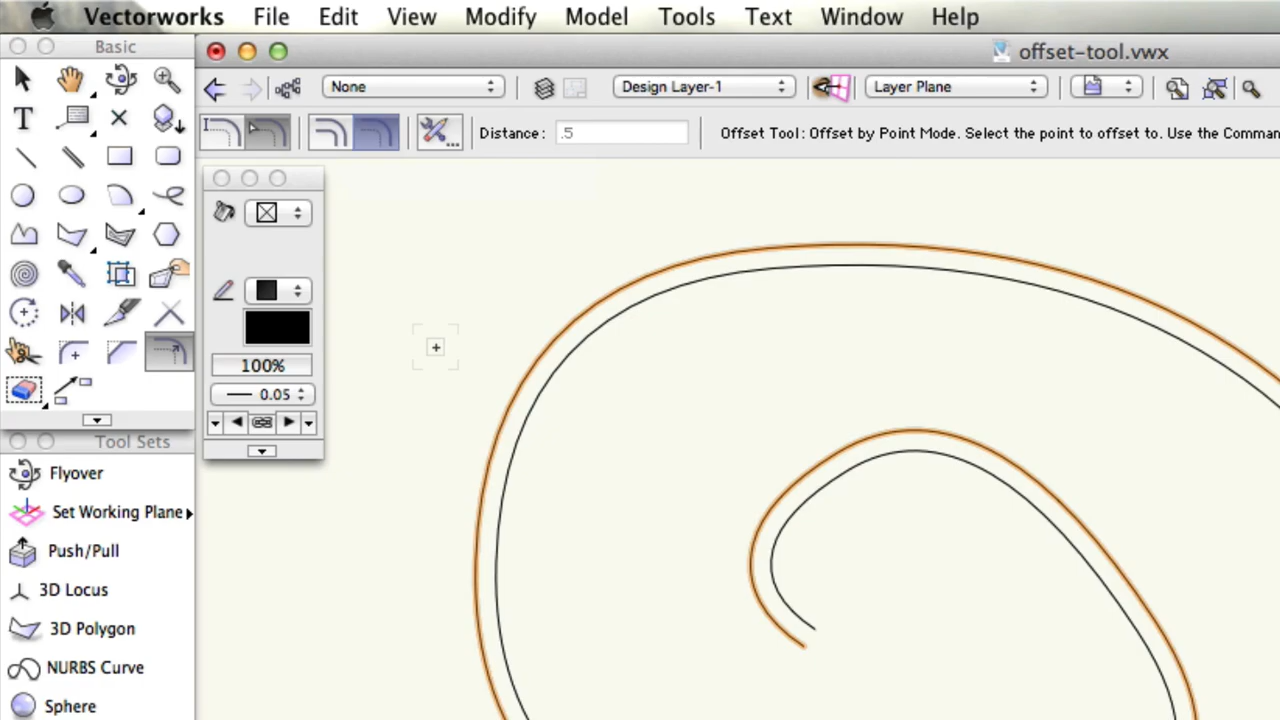 Vectorworks File Edit View Modify Model Tools Text Window Help
Basic
offset-tool.vwx
None
Design Layer-1
Layer Plane
Distance: .5
Offset Tool: Offset by Point Mode. Select the point to offset to. Use the Comman
100%
0.05
Tool Sets
Flyover
Set Working Plane
Push/Pull
3D Locus
3D Polygon
NURBS Curve
Sphere